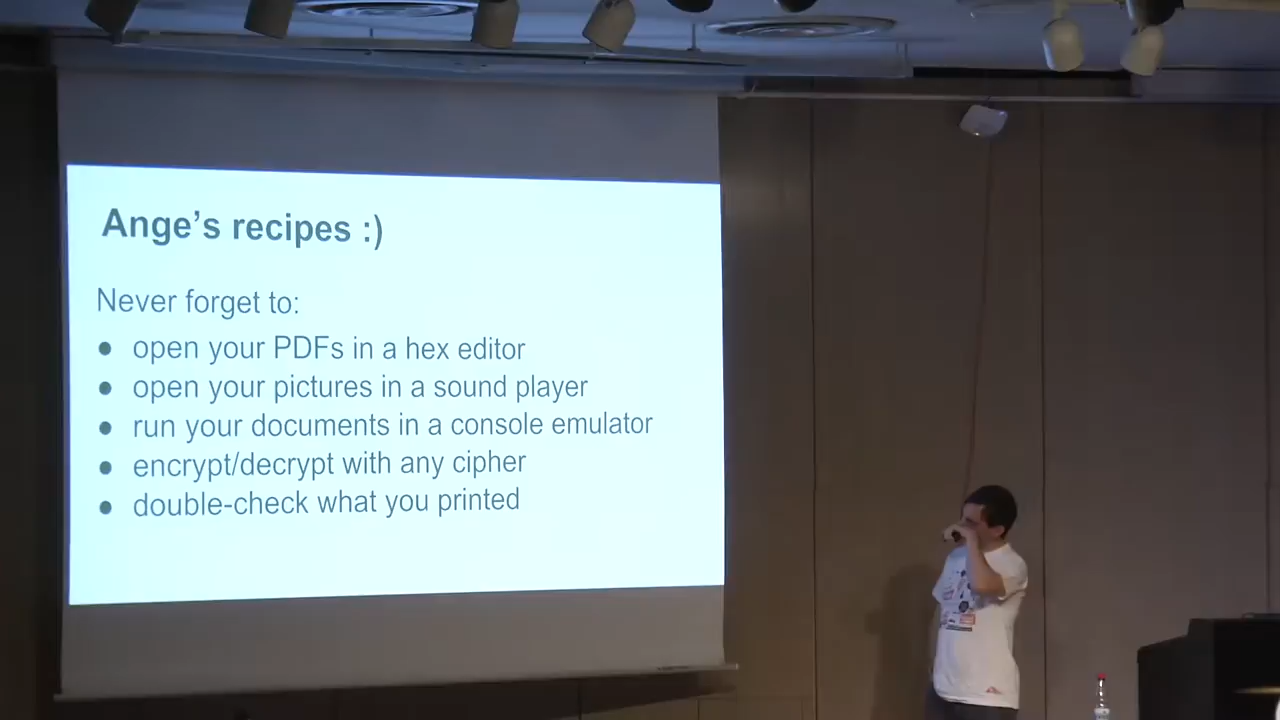 Ange’s recipes :)
Never forget to:
● open your PDFs in a hex editor
● open your pictures in a sound player
● run your documents in a console emulator
● encrypt/decrypt with any cipher
● double-check what you printed